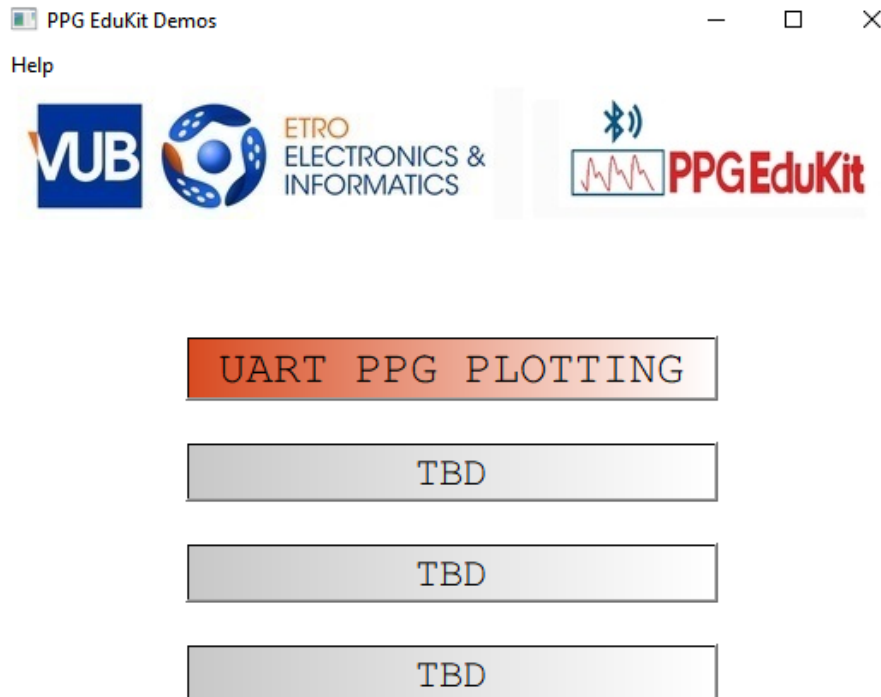 PPG EduKit Demos
Help
VUB
ETRO
ELECTRONICS &
INFORMATICS
PPG EduKit
UART PPG PLOTTING
TBD
TBD
TBD